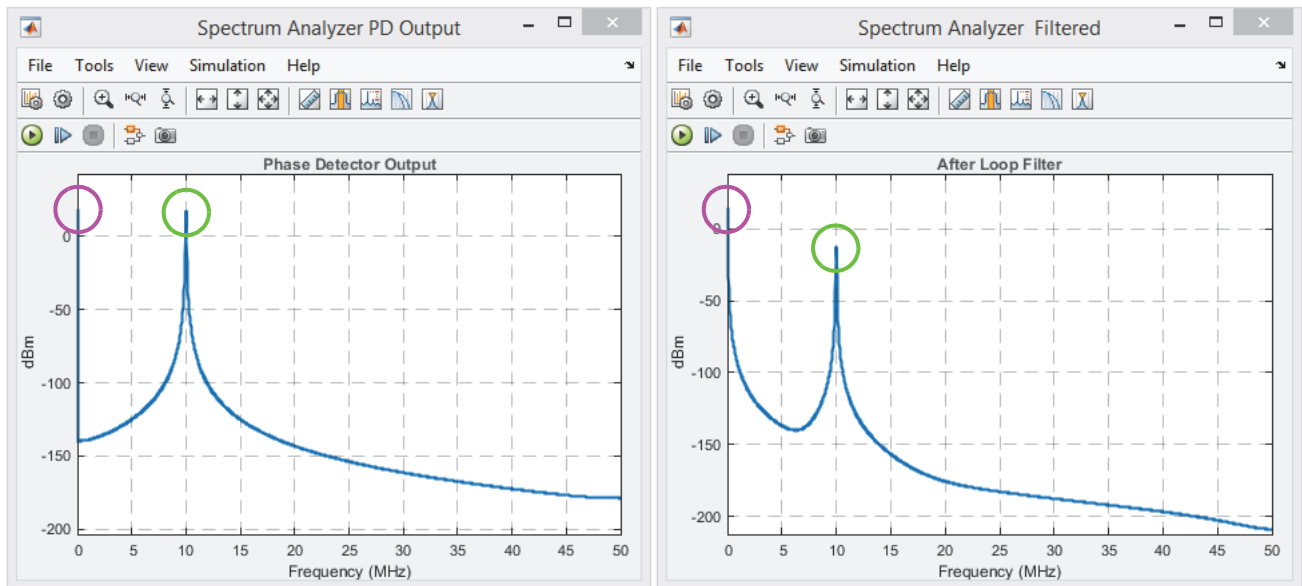 Spectrum Analyzer PD Output
File Tools View Simulation Help
Phase Detector Output
0
-50
-100
-150
-200
dBm
0 5 10 15 20 25 30 35 40 45 50
Frequency (MHz)
Spectrum Analyzer Filtered
File Tools View Simulation Help
After Loop Filter
0
-50
-100
-150
-200
dBm
0 5 10 15 20 25 30 35 40 45 50
Frequency (MHz)